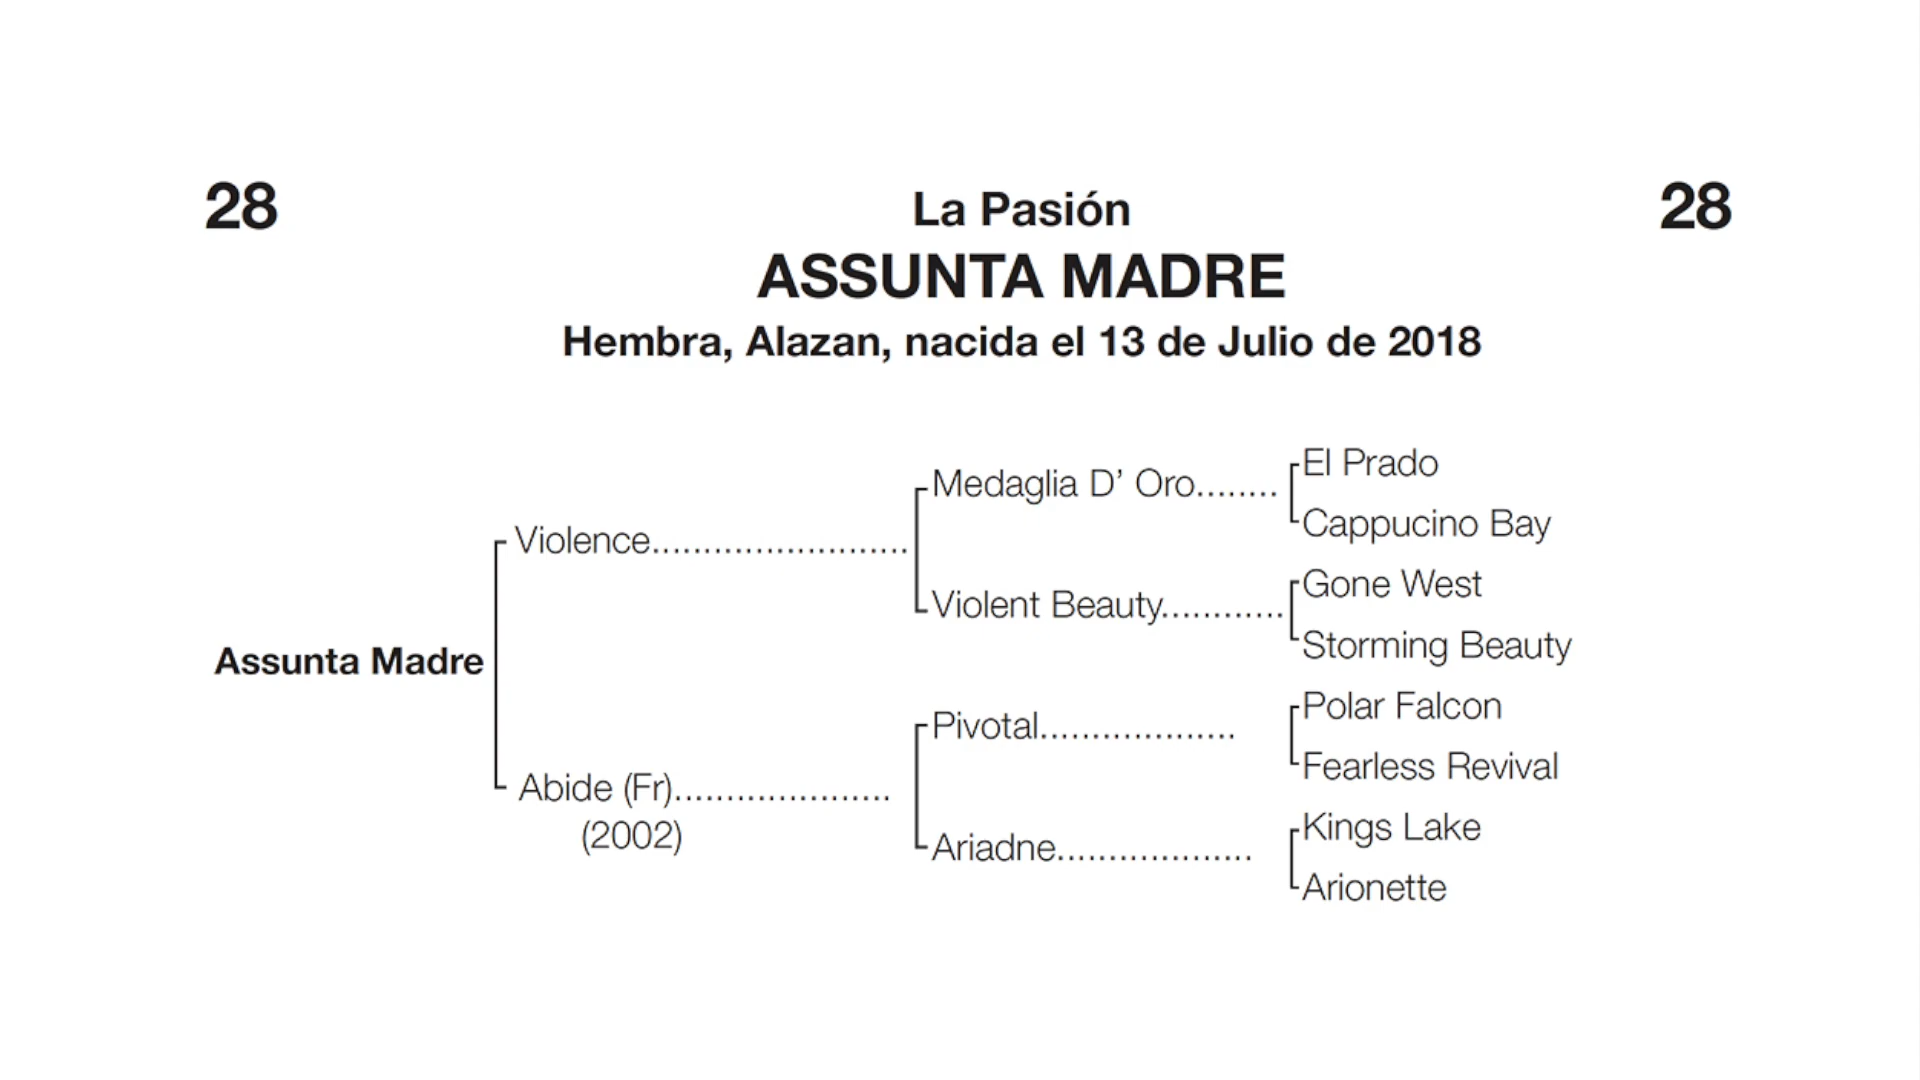 28
La Pasión
28
ASSUNTA MADRE
Hembra, Alazan, nacida el 13 de Julio de 2018
El Prado
Medaglia D’ Oro........
Cappucino Bay
Violence.........................
Gone West
Violent Beauty............
Storming Beauty
Assunta Madre
Polar Falcon
Pivotal...................
Fearless Revival
Abide (Fr).....................
(2002)
Kings Lake
Ariadne...................
Arionette